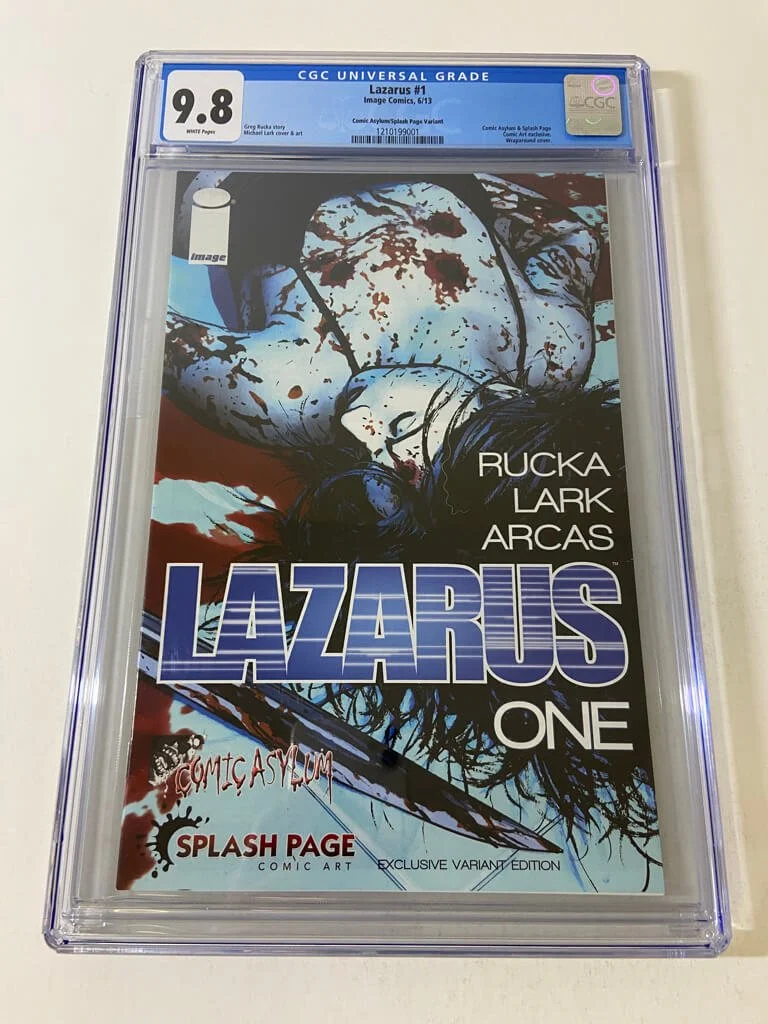 CGC UNIVERSAL GRADE
9.8
WHITE Pages
Lazarus #1
Image Comics, 6/13
Greg Rucka story
Michael Lark cover & art
Comic Asylum/Splash Page Variant
1210199001
Comic Asylum & Splash Page
Comic Art exclusive.
Wraparound cover.
CGC
image
RUCKA
LARK
ARCAS
LAZARUS™
ONE
COMIC ASYLUM
SPLASH PAGE
COMIC ART
EXCLUSIVE VARIANT EDITION